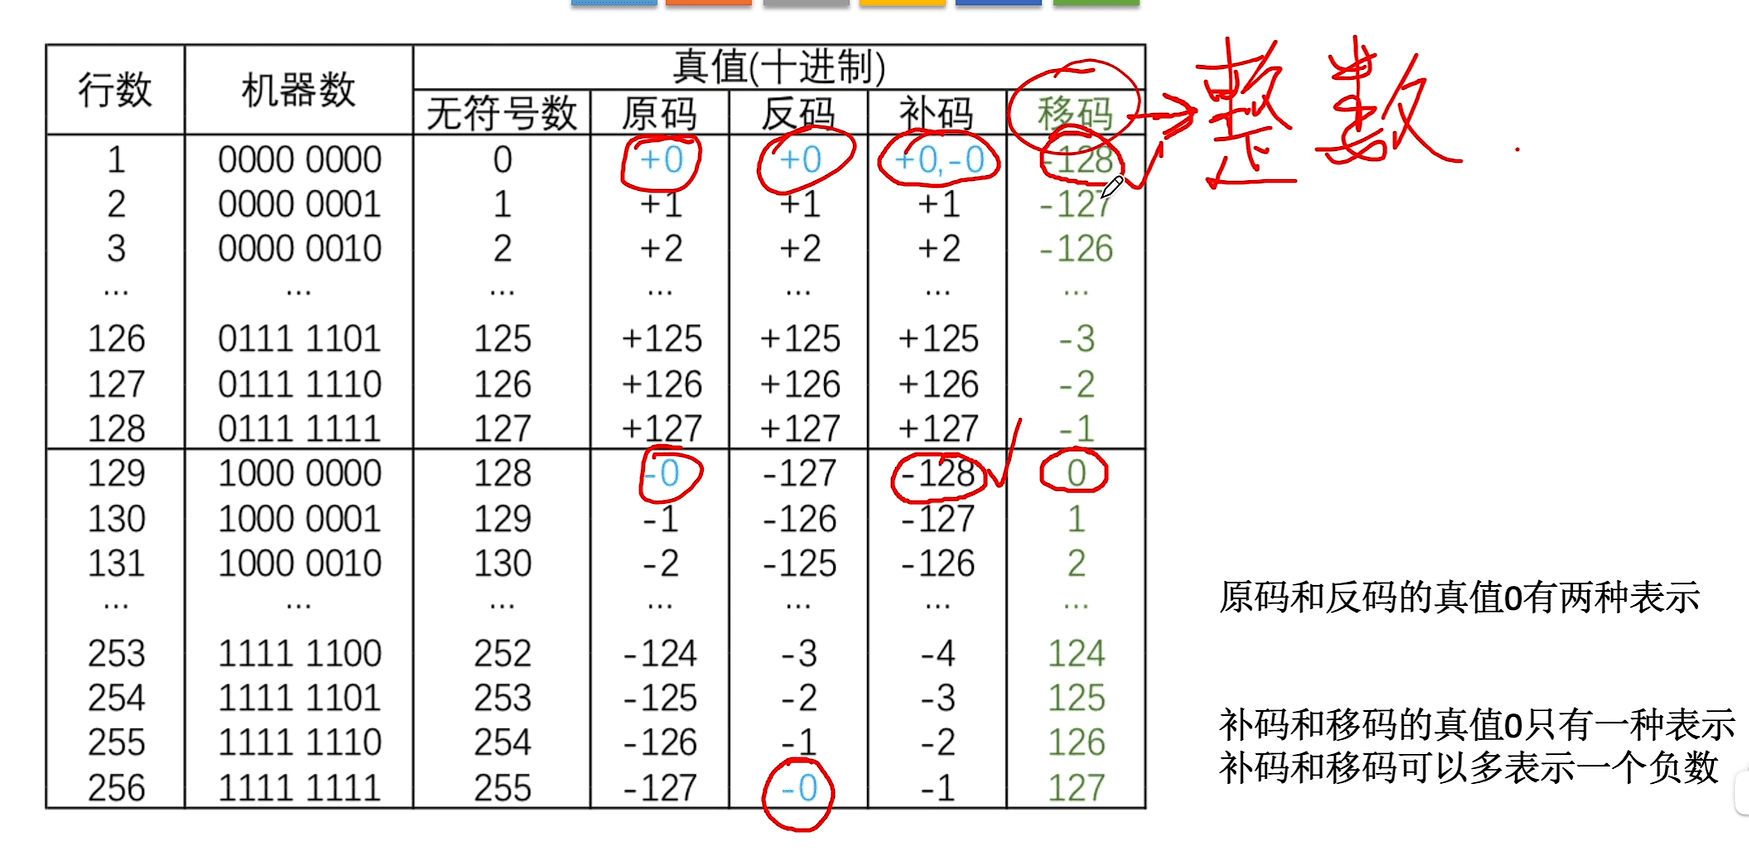 真值(十进制)
行数 机器数
无符号数 原码 反码 补码 移码 整数
1 0000 0000 0 +0 +0 +0,-0 -128
2 0000 0001 1 +1 +1 +1 -127
3 0000 0010 2 +2 +2 +2 -126
... ... ... ... ... ... ...
126 0111 1101 125 +125 +125 +125 -3
127 0111 1110 126 +126 +126 +126 -2
128 0111 1111 127 +127 +127 +127 -1
129 1000 0000 128 -0 -127 -128 0
130 1000 0001 129 -1 -126 -127 1
131 1000 0010 130 -2 -125 -126 2
... ... ... ... ... ... ...
253 1111 1100 252 -124 -3 -4 124
254 1111 1101 253 -125 -2 -3 125
255 1111 1110 254 -126 -1 -2 126
256 1111 1111 255 -127 -0 -1 127
原码和反码的真值0有两种表示
补码和移码的真值0只有一种表示
补码和移码可以多表示一个负数